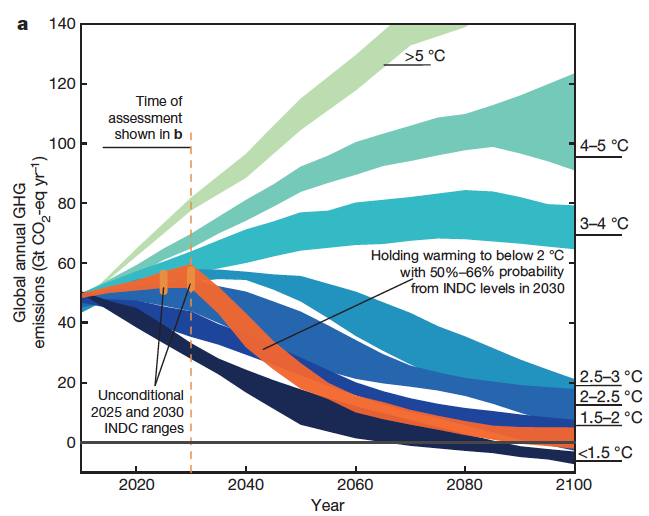 a
140
120
100
80
60
40
20
0
Global annual GHG
emissions (Gt CO₂-eq yr⁻¹)
Time of
assessment
shown in b
>5 °C
4–5 °C
3–4 °C
Holding warming to below 2 °C
with 50%–66% probability
from INDC levels in 2030
2.5–3 °C
2–2.5 °C
1.5–2 °C
<1.5 °C
Unconditional
2025 and 2030
INDC ranges
2020 2040 2060 2080 2100
Year